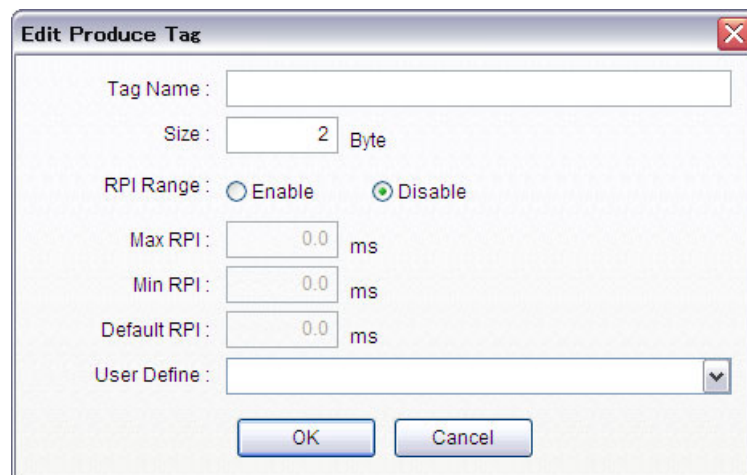 Edit Produce Tag
Tag Name :
Size : 2 Byte
RPI Range : Enable Disable
Max RPI : 0.0 ms
Min RPI : 0.0 ms
Default RPI : 0.0 ms
User Define :
OK Cancel